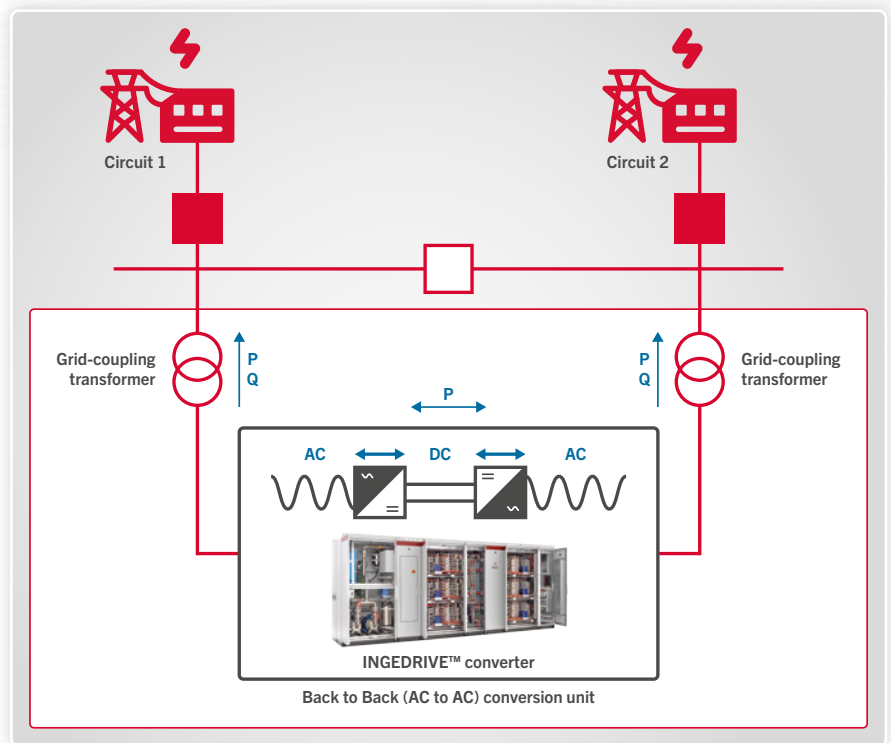 Circuit 1
Circuit 2
Grid-coupling
transformer
P
Q
P
P
Q
Grid-coupling
transformer
AC
DC
AC
INGEDRIVE™ converter
Back to Back (AC to AC) conversion unit